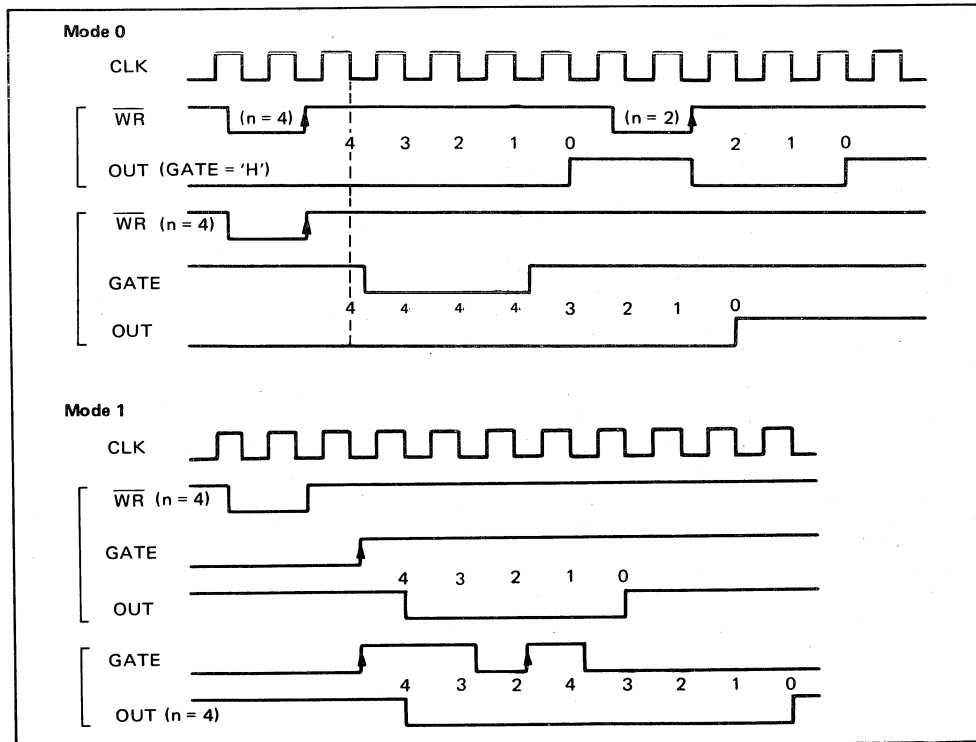 Mode 0
CLK
WR (n = 4) (n = 2)
4 3 2 1 0 2 1 0
OUT (GATE = 'H')
WR (n = 4)
GATE
4 4 4 4 3 2 1 0
OUT
Mode 1
CLK
WR (n = 4)
GATE
4 3 2 1 0
OUT
GATE
4 3 2 4 3 2 1 0
OUT (n = 4)